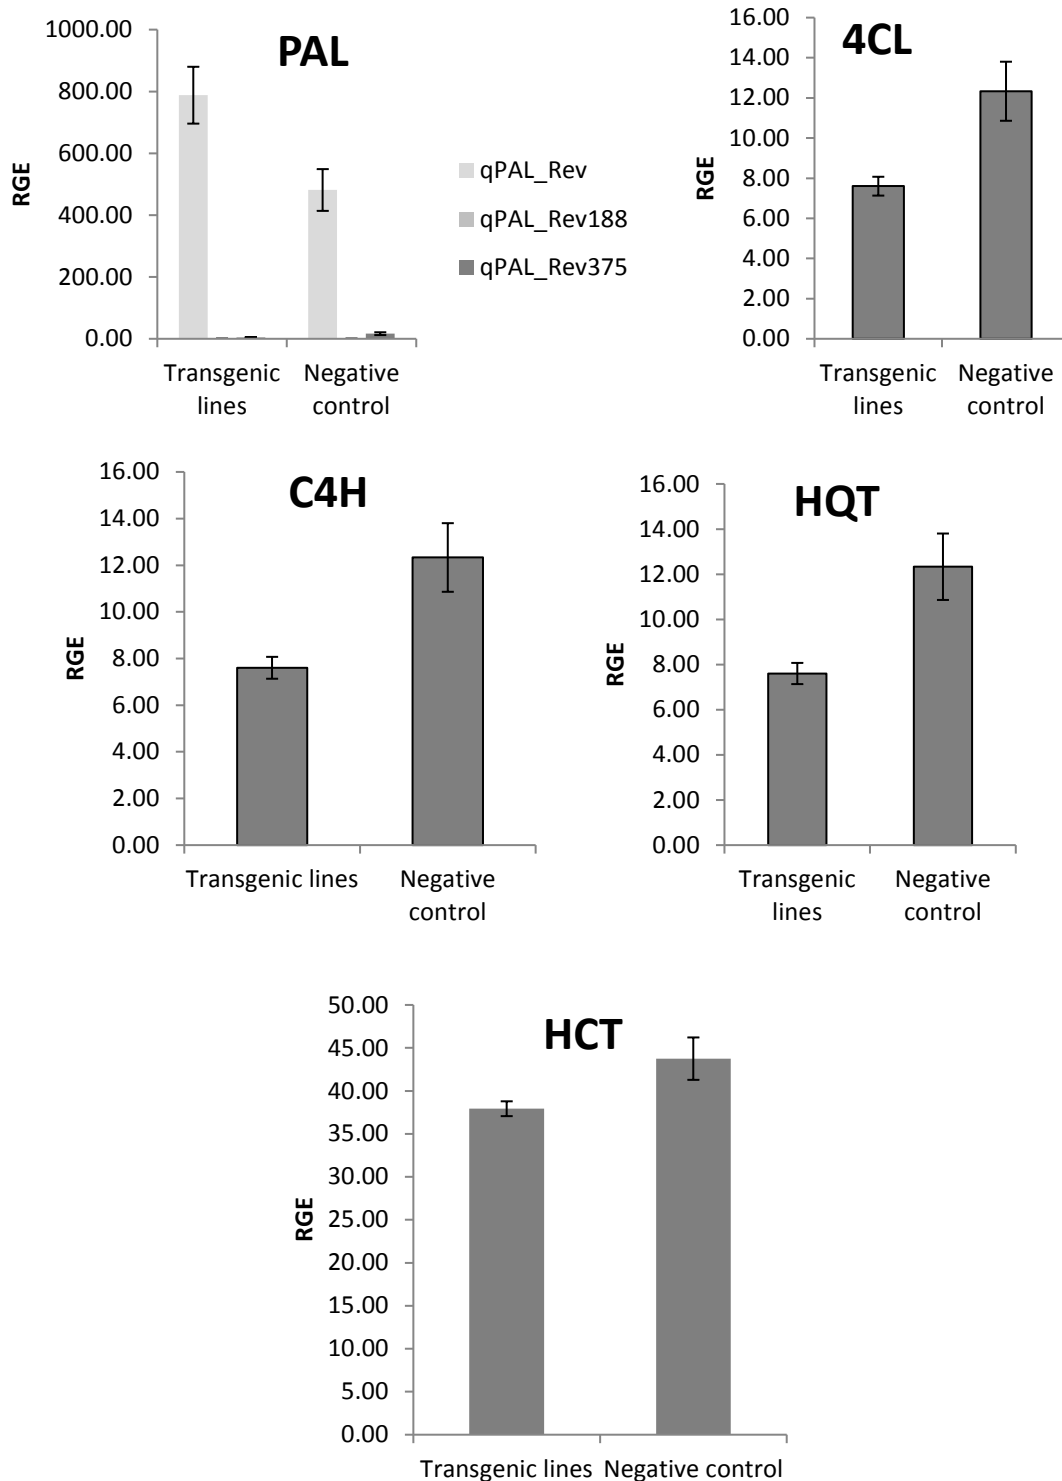 PAL
1000.00
800.00
600.00
400.00
200.00
0.00
RGE
Transgenic
lines
Negative
control
qPAL_Rev
qPAL_Rev188
qPAL_Rev375
4CL
16.00
14.00
12.00
10.00
8.00
6.00
4.00
2.00
0.00
RGE
Transgenic
lines
Negative
control
C4H
16.00
14.00
12.00
10.00
8.00
6.00
4.00
2.00
0.00
RGE
Transgenic lines
Negative
control
HQT
16.00
14.00
12.00
10.00
8.00
6.00
4.00
2.00
0.00
RGE
Transgenic
lines
Negative
control
HCT
50.00
45.00
40.00
35.00
30.00
25.00
20.00
15.00
10.00
5.00
0.00
RGE
Transgenic lines
Negative control